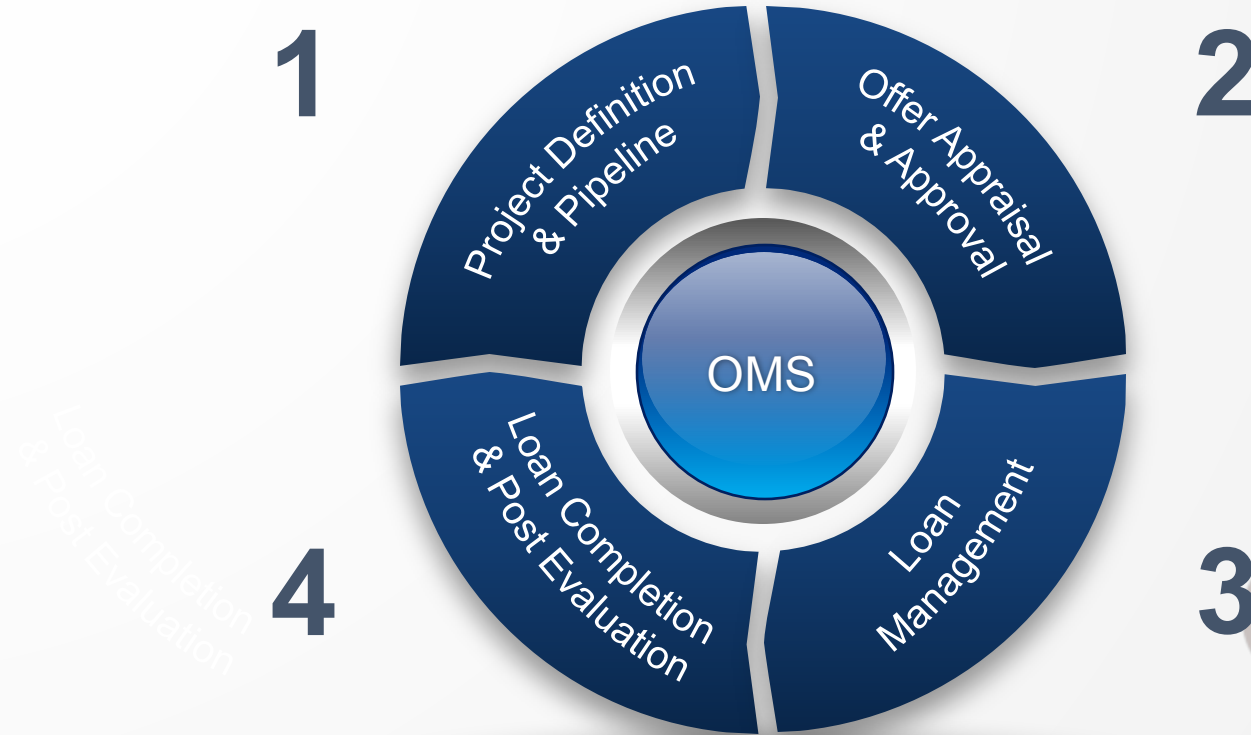 1
Project Definition
& Pipeline
2
Offer Appraisal
& Approval
OMS
Loan Completion
& Post Evaluation
4
Loan
Management
3
Loan Completion
& Post Evaluation